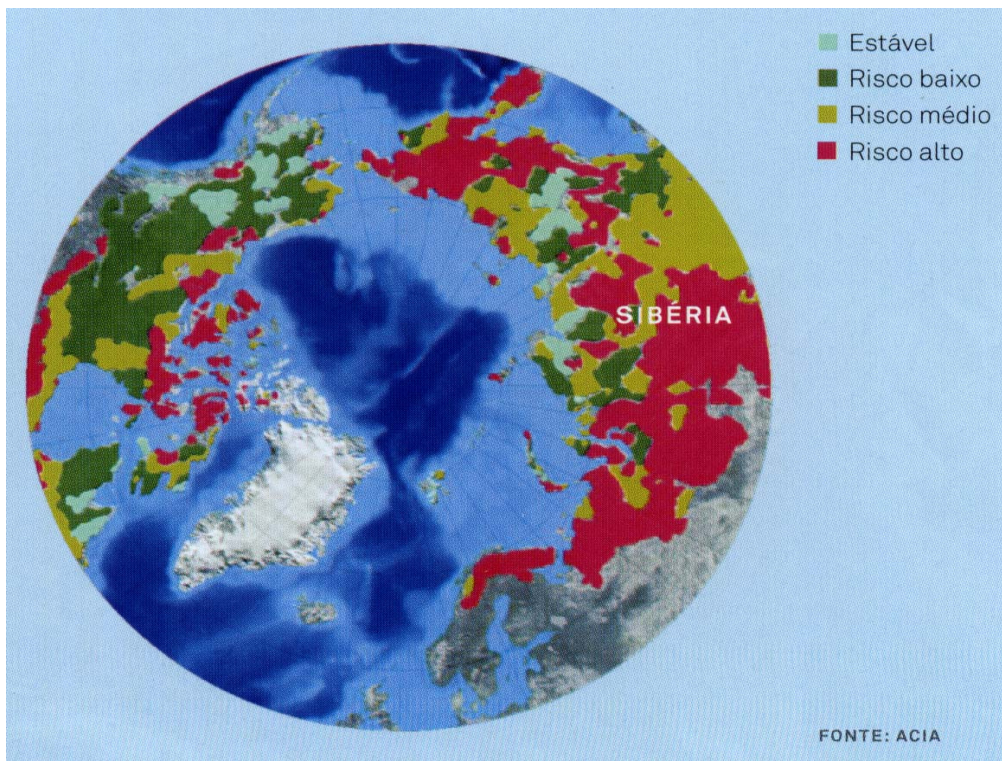 Estável
Risco baixo
Risco médio
Risco alto
SIBÉRIA
FONTE: ACIA